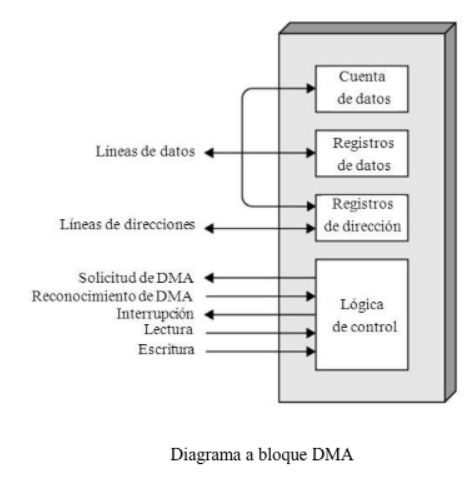 Cuenta
de datos
Líneas de datos
Registros
de datos
Registros
de dirección
Líneas de direcciones
Solicitud de DMA
Reconocimiento de DMA
Interrupción
Lectura
Escritura
Lógica
de control
Diagrama a bloque DMA